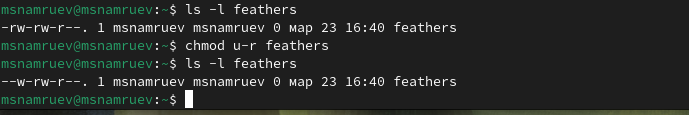 msnamruev@msnamruev:~$ ls -l feathers
-rw-rw-r--. 1 msnamruev msnamruev 0 мар 23 16:40 feathers
msnamruev@msnamruev:~$ chmod u-r feathers
msnamruev@msnamruev:~$ ls -l feathers
--w-rw-r--. 1 msnamruev msnamruev 0 мар 23 16:40 feathers
msnamruev@msnamruev:~$